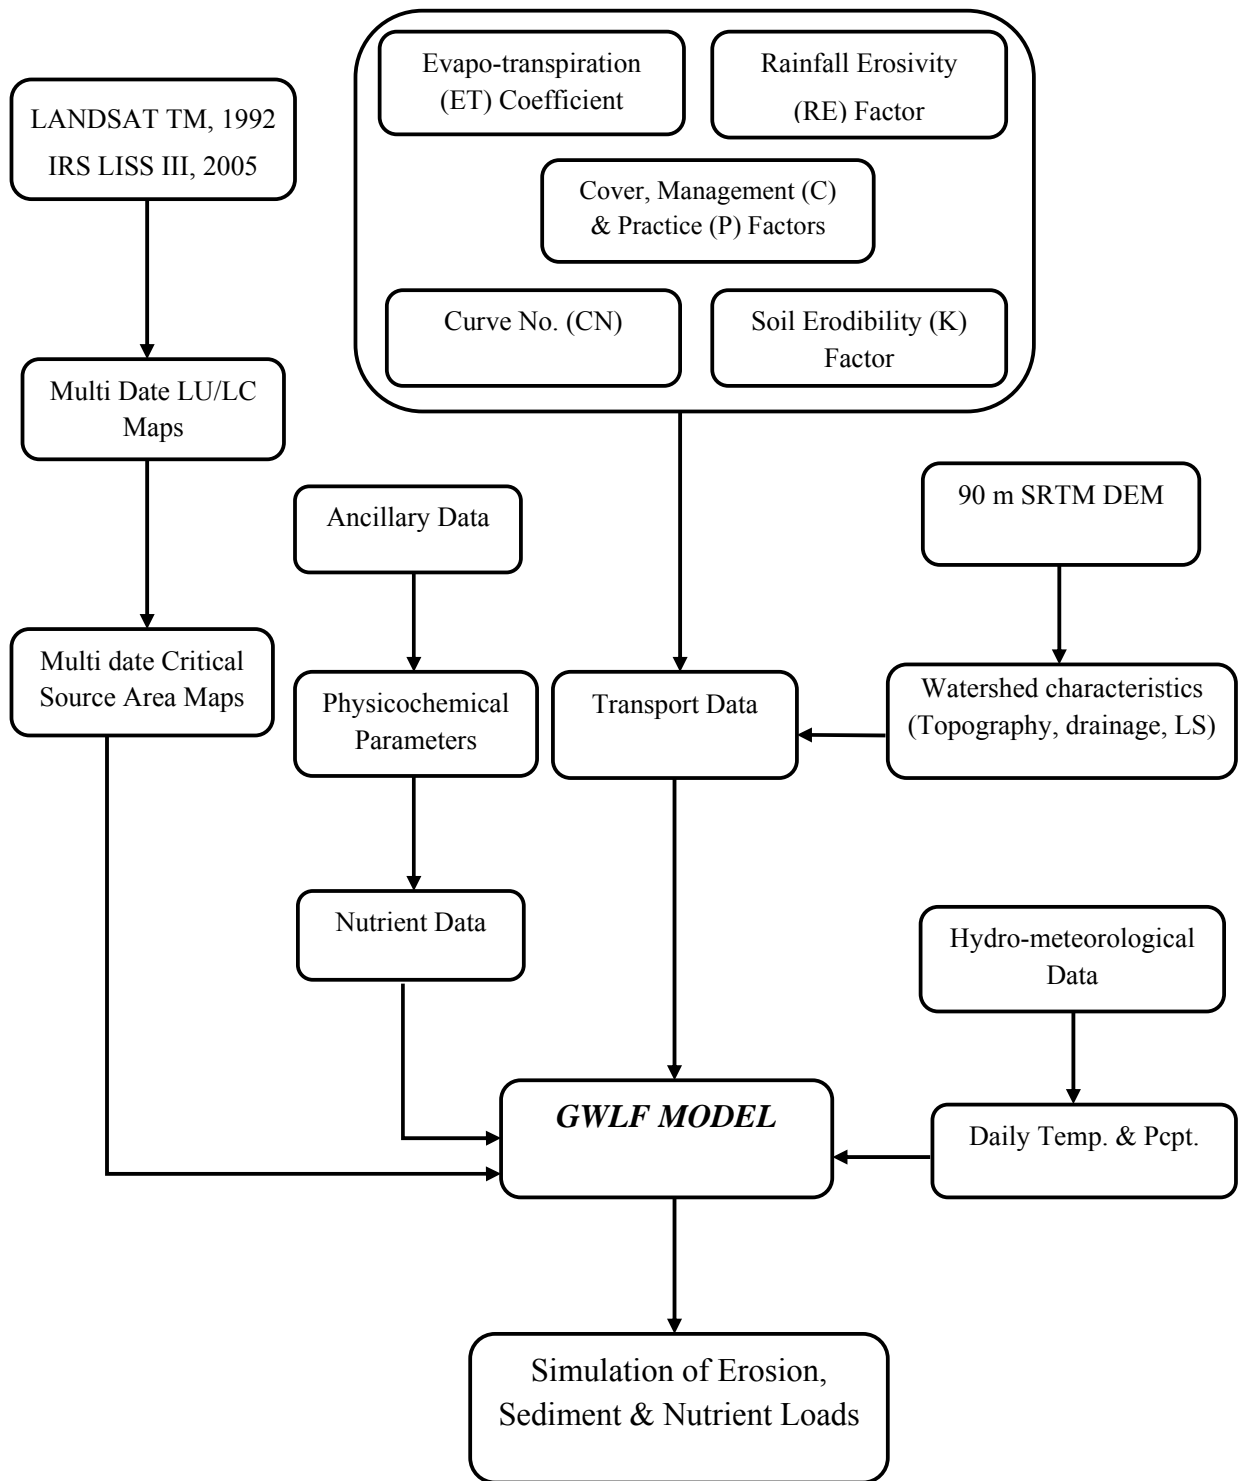 Evapo-transpiration
(ET) Coefficient
Rainfall Erosivity
(RE) Factor
LANDSAT TM, 1992
IRS LISS III, 2005
Cover, Management (C)
& Practice (P) Factors
Curve No. (CN)
Soil Erodibility (K)
Factor
Multi Date LU/LC
Maps
Ancillary Data
90 m SRTM DEM
Multi date Critical
Source Area Maps
Physicochemical
Parameters
Transport Data
Watershed characteristics
(Topography, drainage, LS)
Nutrient Data
Hydro-meteorological
Data
GWLF MODEL
Daily Temp. & Pcpt.
Simulation of Erosion,
Sediment & Nutrient Loads